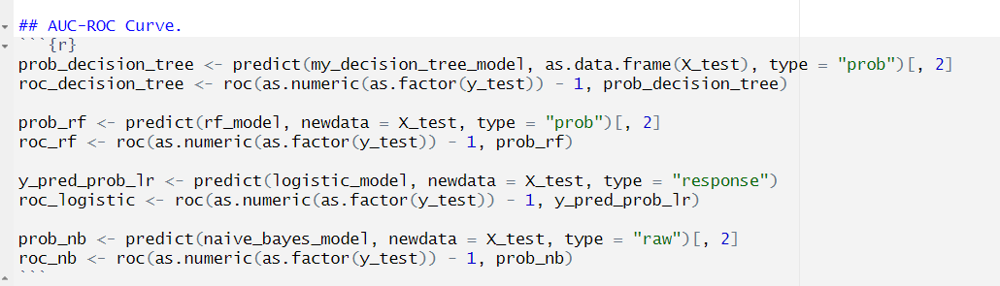 ## AUC-ROC Curve.
```{r}
prob_decision_tree <- predict(my_decision_tree_model, as.data.frame(X_test), type = "prob")[, 2]
roc_decision_tree <- roc(as.numeric(as.factor(y_test)) - 1, prob_decision_tree)

prob_rf <- predict(rf_model, newdata = X_test, type = "prob")[, 2]
roc_rf <- roc(as.numeric(as.factor(y_test)) - 1, prob_rf)

y_pred_prob_lr <- predict(logistic_model, newdata = X_test, type = "response")
roc_logistic <- roc(as.numeric(as.factor(y_test)) - 1, y_pred_prob_lr)

prob_nb <- predict(naive_bayes_model, newdata = X_test, type = "raw")[, 2]
roc_nb <- roc(as.numeric(as.factor(y_test)) - 1, prob_nb)
```